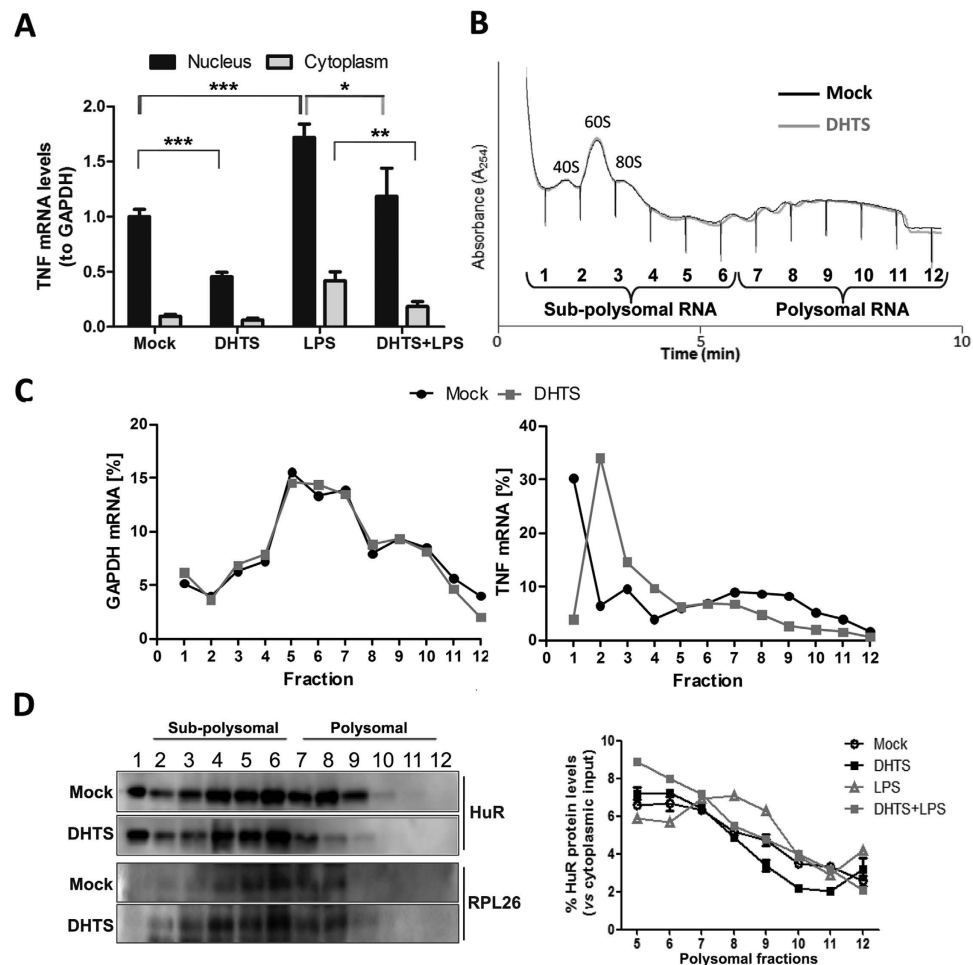 A
Nucleus Cytoplasm
*** *
*** **
TNF mRNA levels
(to GAPDH)
2.0
1.5
1.0
0.5
0.0
Mock DHTS LPS DHTS+LPS
B
Mock
DHTS
60S
40S 80S
Absorbance (A254)
1 2 3 4 5 6 7 8 9 10 11 12
Sub-polysomal RNA Polysomal RNA
0 5 10
Time (min)
C
Mock DHTS
GAPDH mRNA [%]
20
15
10
5
0
0 1 2 3 4 5 6 7 8 9 10 11 12
Fraction
TNF mRNA [%]
40
30
20
10
0
0 1 2 3 4 5 6 7 8 9 10 11 12
Fraction
D
Sub-polysomal Polysomal
1 2 3 4 5 6 7 8 9 10 11 12
Mock
DHTS
HuR
Mock
DHTS
RPL26
% HuR protein levels
(vs cytoplasmic input)
10
8
6
4
2
0
Mock
DHTS
LPS
DHTS+LPS
5 6 7 8 9 10 11 12
Polysomal fractions